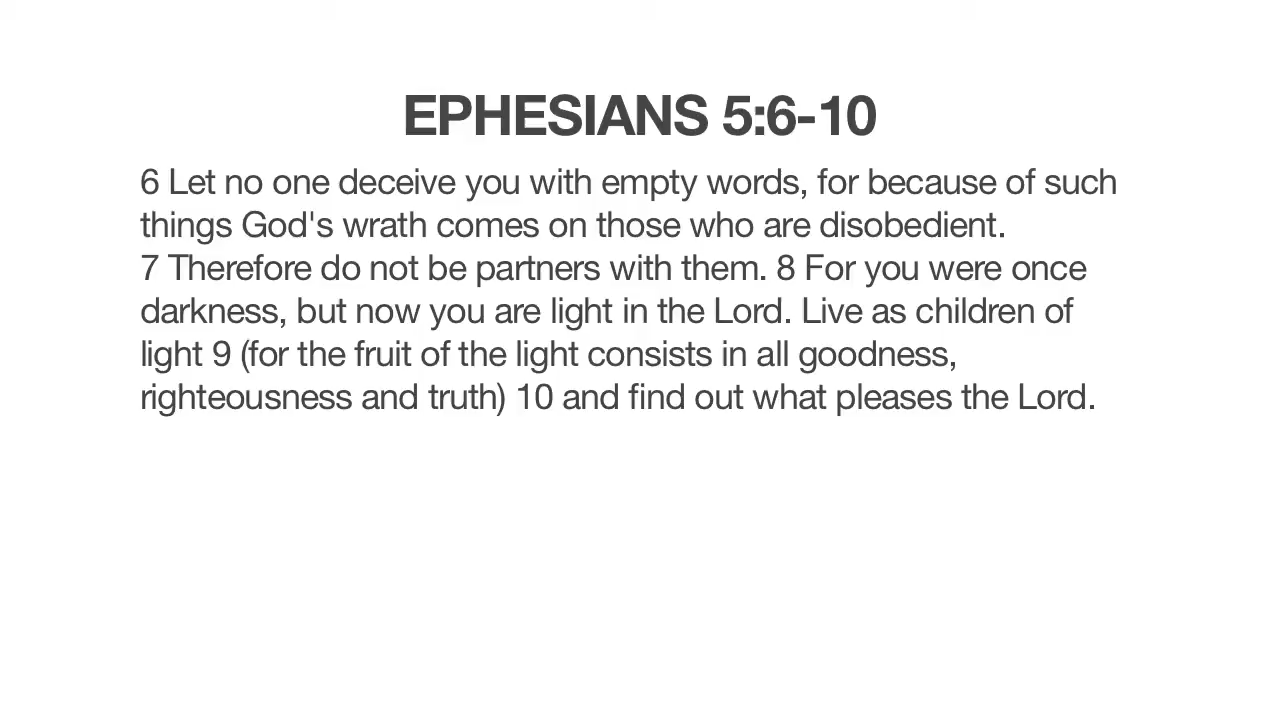 EPHESIANS 5:6-10
6 Let no one deceive you with empty words, for because of such
things God's wrath comes on those who are disobedient.
7 Therefore do not be partners with them. 8 For you were once
darkness, but now you are light in the Lord. Live as children of
light 9 (for the fruit of the light consists in all goodness,
righteousness and truth) 10 and find out what pleases the Lord.